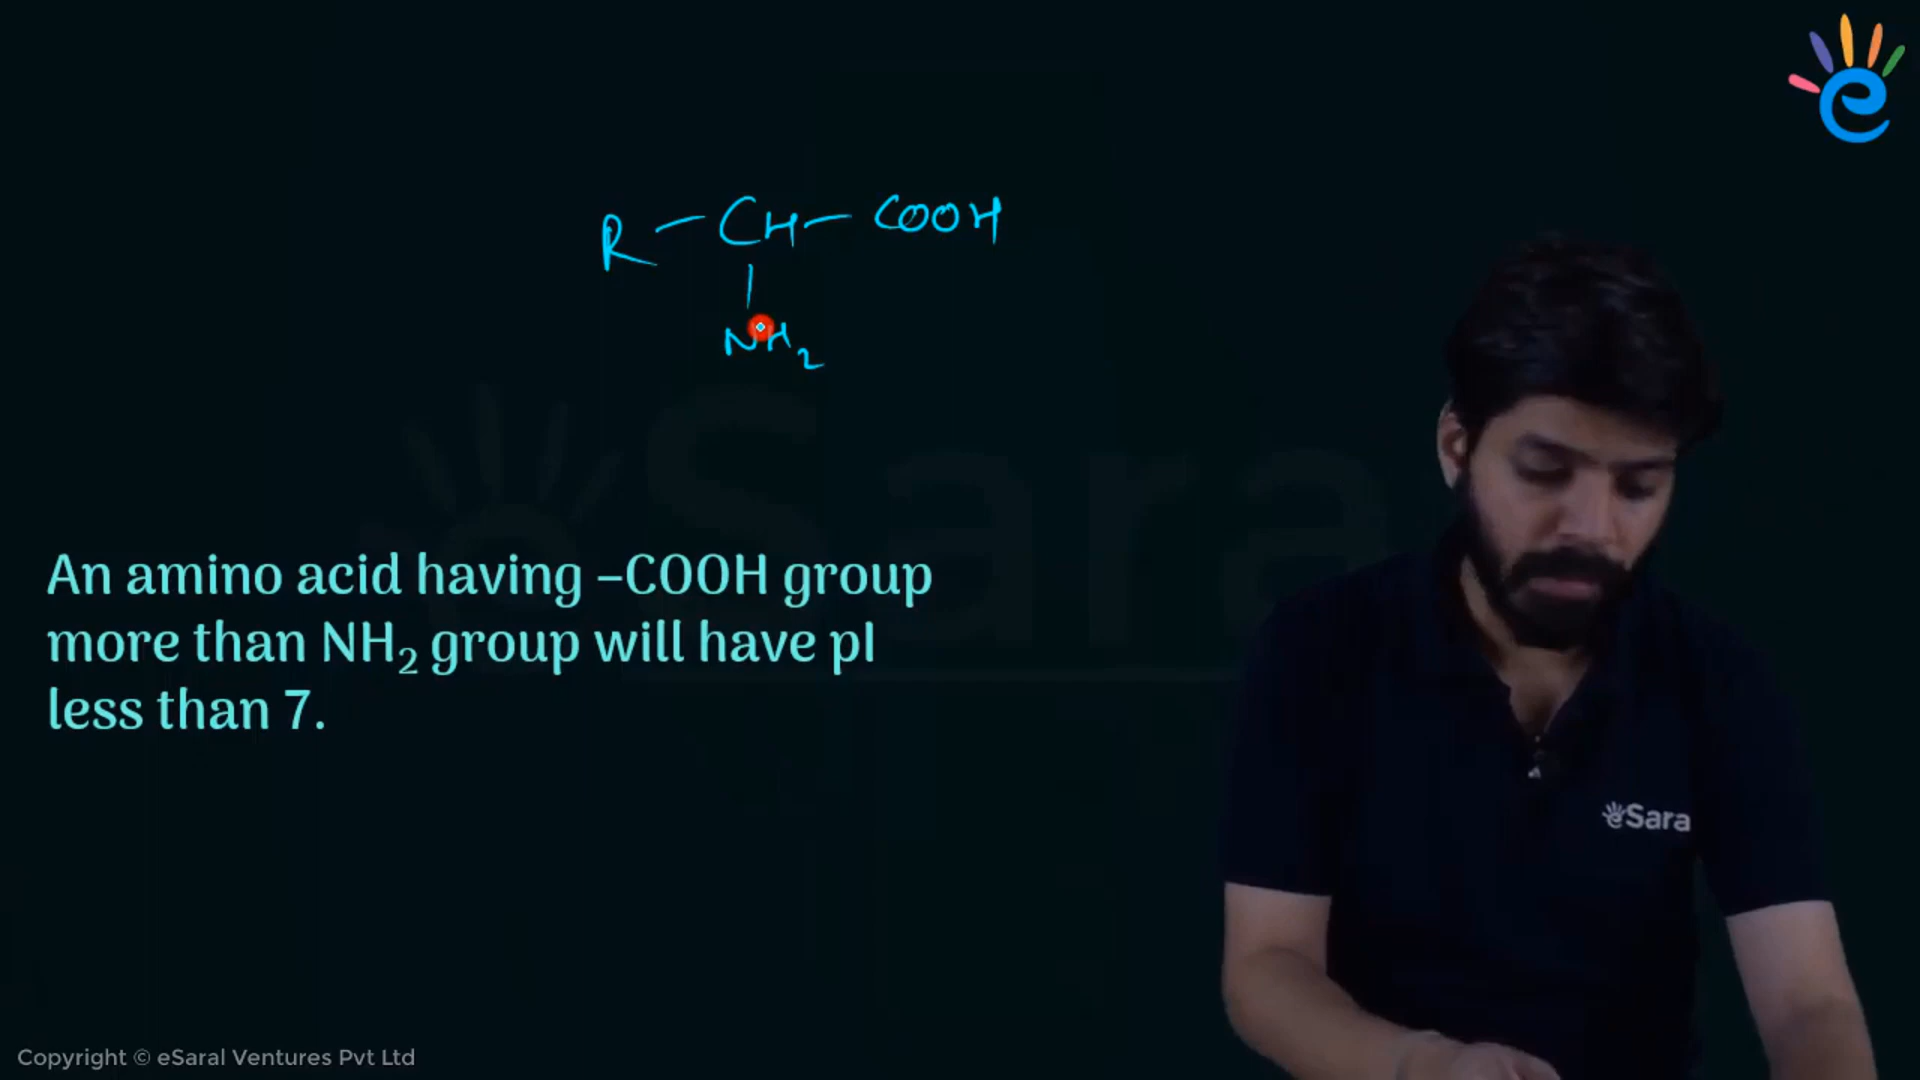 R - CH - COOH
|
NH₂
An amino acid having –COOH group
more than NH₂ group will have pI
less than 7.
eSara
eSara
Copyright © eSaral Ventures Pvt Ltd